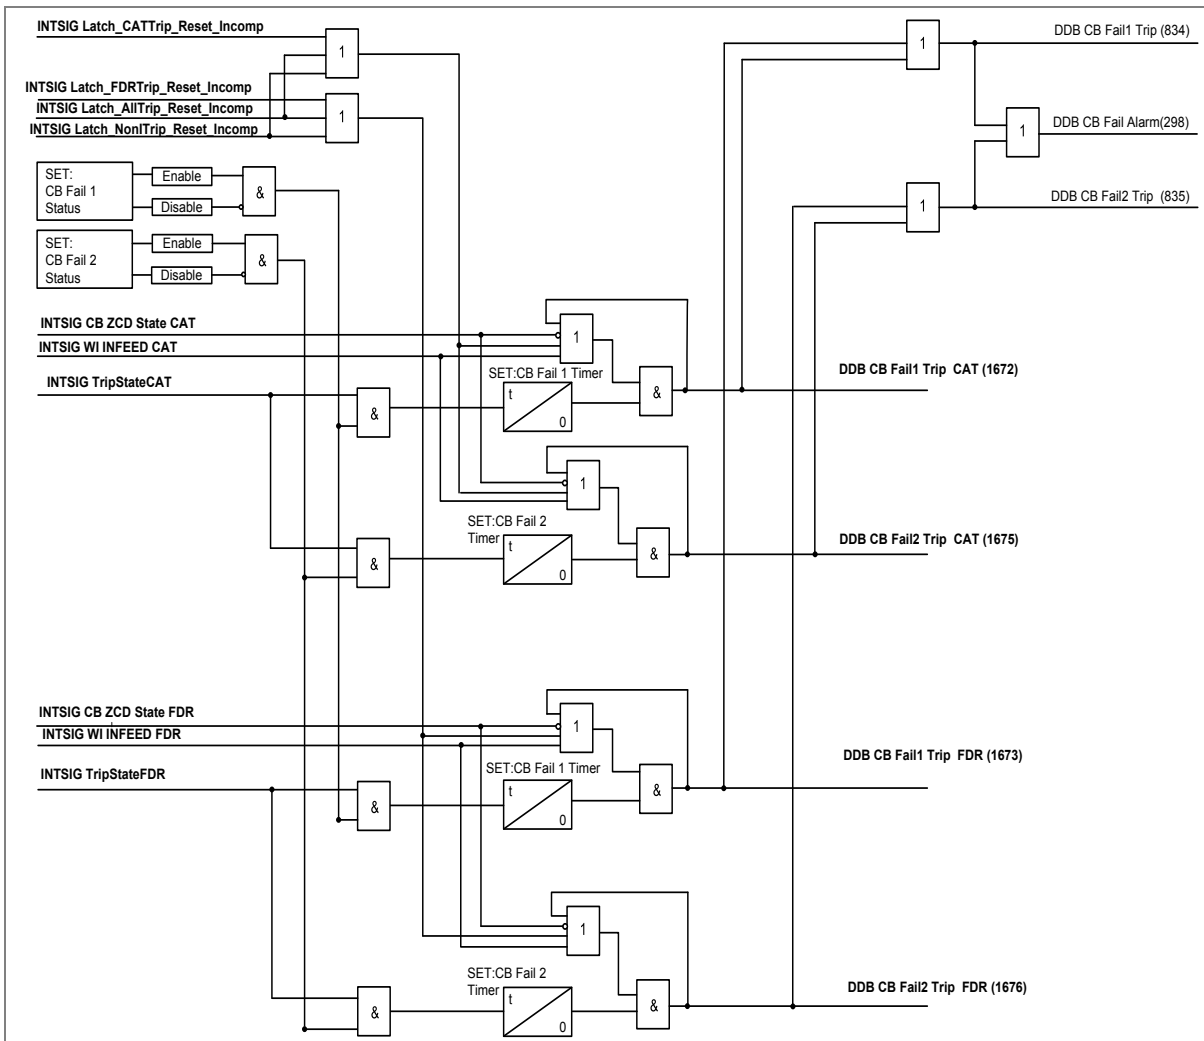 INTSIG Latch_CATTrip_Reset_Incomp
1
1
DDB CB Fail1 Trip (834)
INTSIG Latch_FDRTrip_Reset_Incomp
INTSIG Latch_AllTrip_Reset_Incomp
1
INTSIG Latch_NonITrip_Reset_Incomp
1
DDB CB Fail Alarm(298)
SET:
CB Fail 1
Status
Enable
Disable
&
1
DDB CB Fail2 Trip (835)
SET:
CB Fail 2
Status
Enable
Disable
&
INTSIG CB ZCD State CAT
1
INTSIG WI INFEED CAT
INTSIG TripStateCAT
&
SET:CB Fail 1 Timer
t
0
&
DDB CB Fail1 Trip CAT (1672)
1
&
SET:CB Fail 2
Timer
t
0
&
DDB CB Fail2 Trip CAT (1675)
INTSIG CB ZCD State FDR
1
INTSIG WI INFEED FDR
INTSIG TripStateFDR
&
SET:CB Fail 1 Timer
t
0
&
DDB CB Fail1 Trip FDR (1673)
1
&
SET:CB Fail 2
Timer
t
0
&
DDB CB Fail2 Trip FDR (1676)